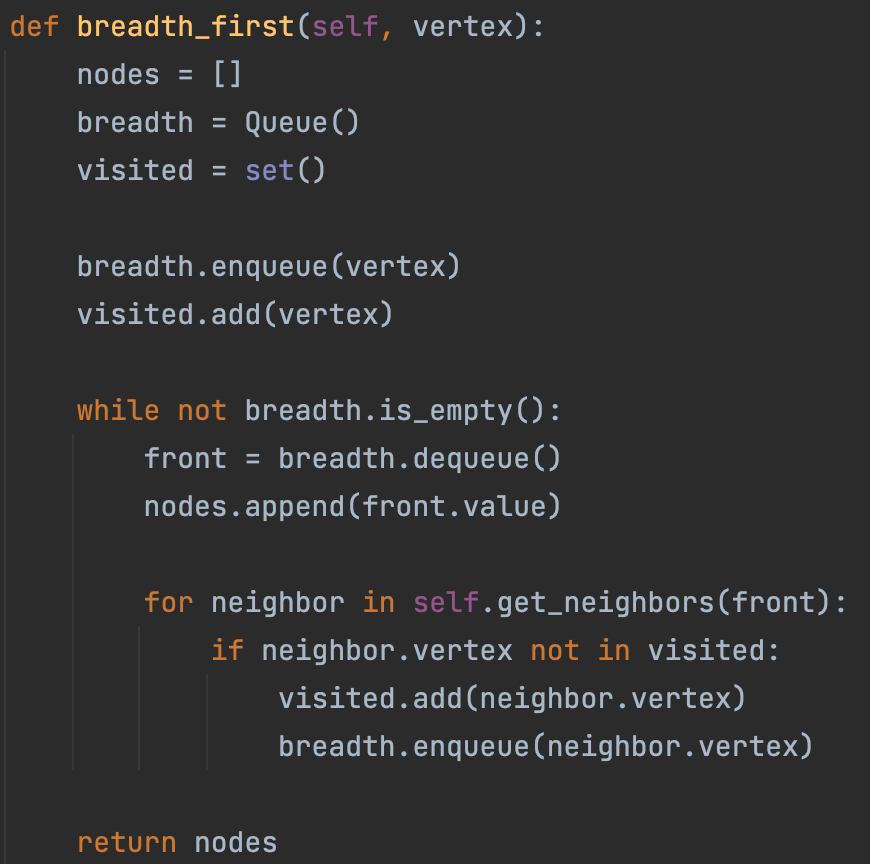 def breadth_first(self, vertex):
    nodes = []
    breadth = Queue()
    visited = set()

    breadth.enqueue(vertex)
    visited.add(vertex)

    while not breadth.is_empty():
        front = breadth.dequeue()
        nodes.append(front.value)

        for neighbor in self.get_neighbors(front):
            if neighbor.vertex not in visited:
                visited.add(neighbor.vertex)
                breadth.enqueue(neighbor.vertex)

    return nodes